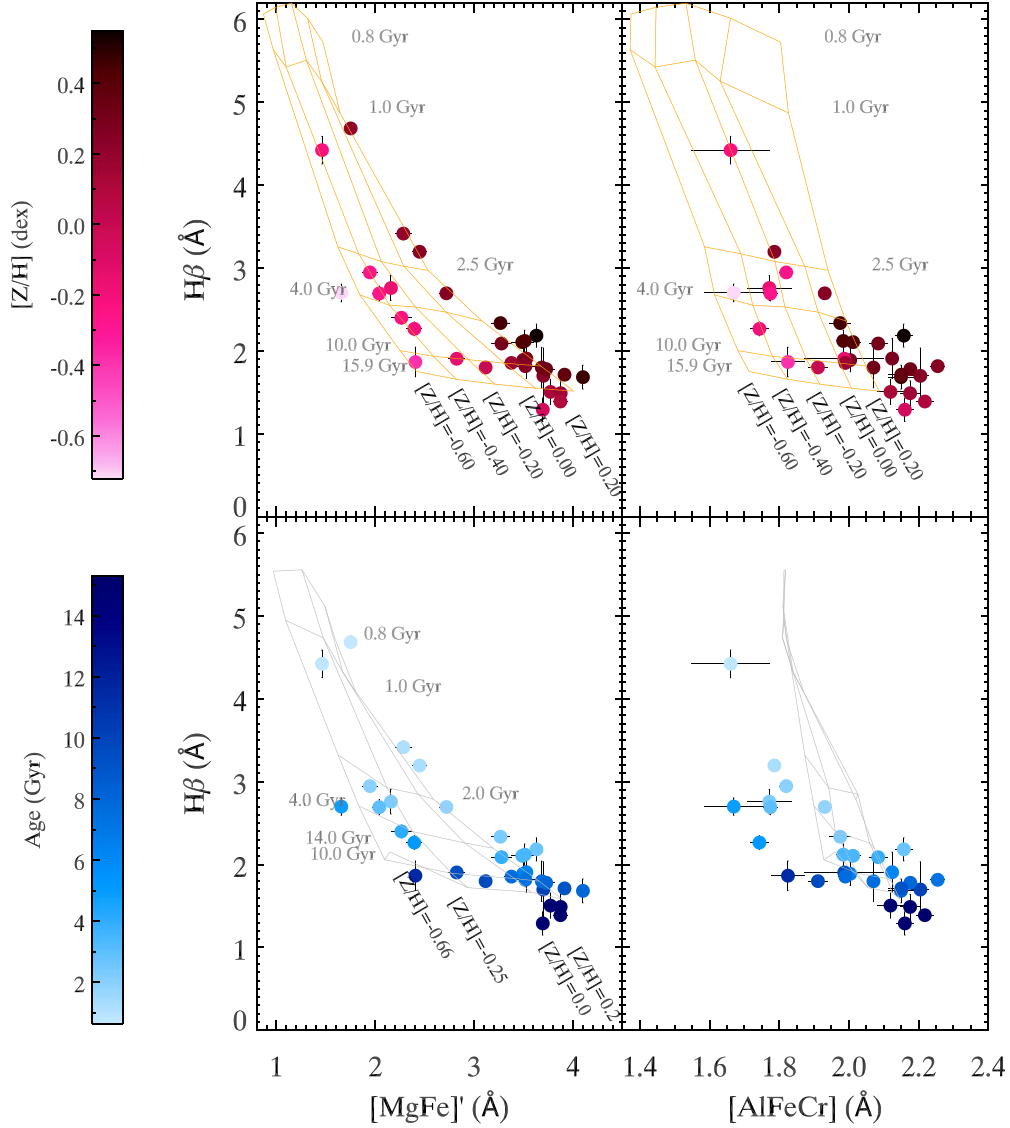 6
5
4
3
2
1
0
Hβ (Å)
0.4
0.2
0.0
-0.2
-0.4
-0.6
[Z/H] (dex)
0.8 Gyr
1.0 Gyr
2.5 Gyr
4.0 Gyr
10.0 Gyr
15.9 Gyr
[Z/H]=-0.60
[Z/H]=-0.40
[Z/H]=-0.20
[Z/H]=0.00
[Z/H]=0.20
0.8 Gyr
1.0 Gyr
2.5 Gyr
4.0 Gyr
10.0 Gyr
15.9 Gyr
[Z/H]=-0.60
[Z/H]=-0.40
[Z/H]=-0.20
[Z/H]=0.00
[Z/H]=0.20
6
5
4
3
2
1
0
Hβ (Å)
14
12
10
8
6
4
2
Age (Gyr)
0.8 Gyr
1.0 Gyr
2.0 Gyr
4.0 Gyr
14.0 Gyr
10.0 Gyr
[Z/H]=-0.66
[Z/H]=-0.25
[Z/H]=0.0
[Z/H]=0.2
1 2 3 4
[MgFe]' (Å)
1.4 1.6 1.8 2.0 2.2 2.4
[AlFeCr] (Å)